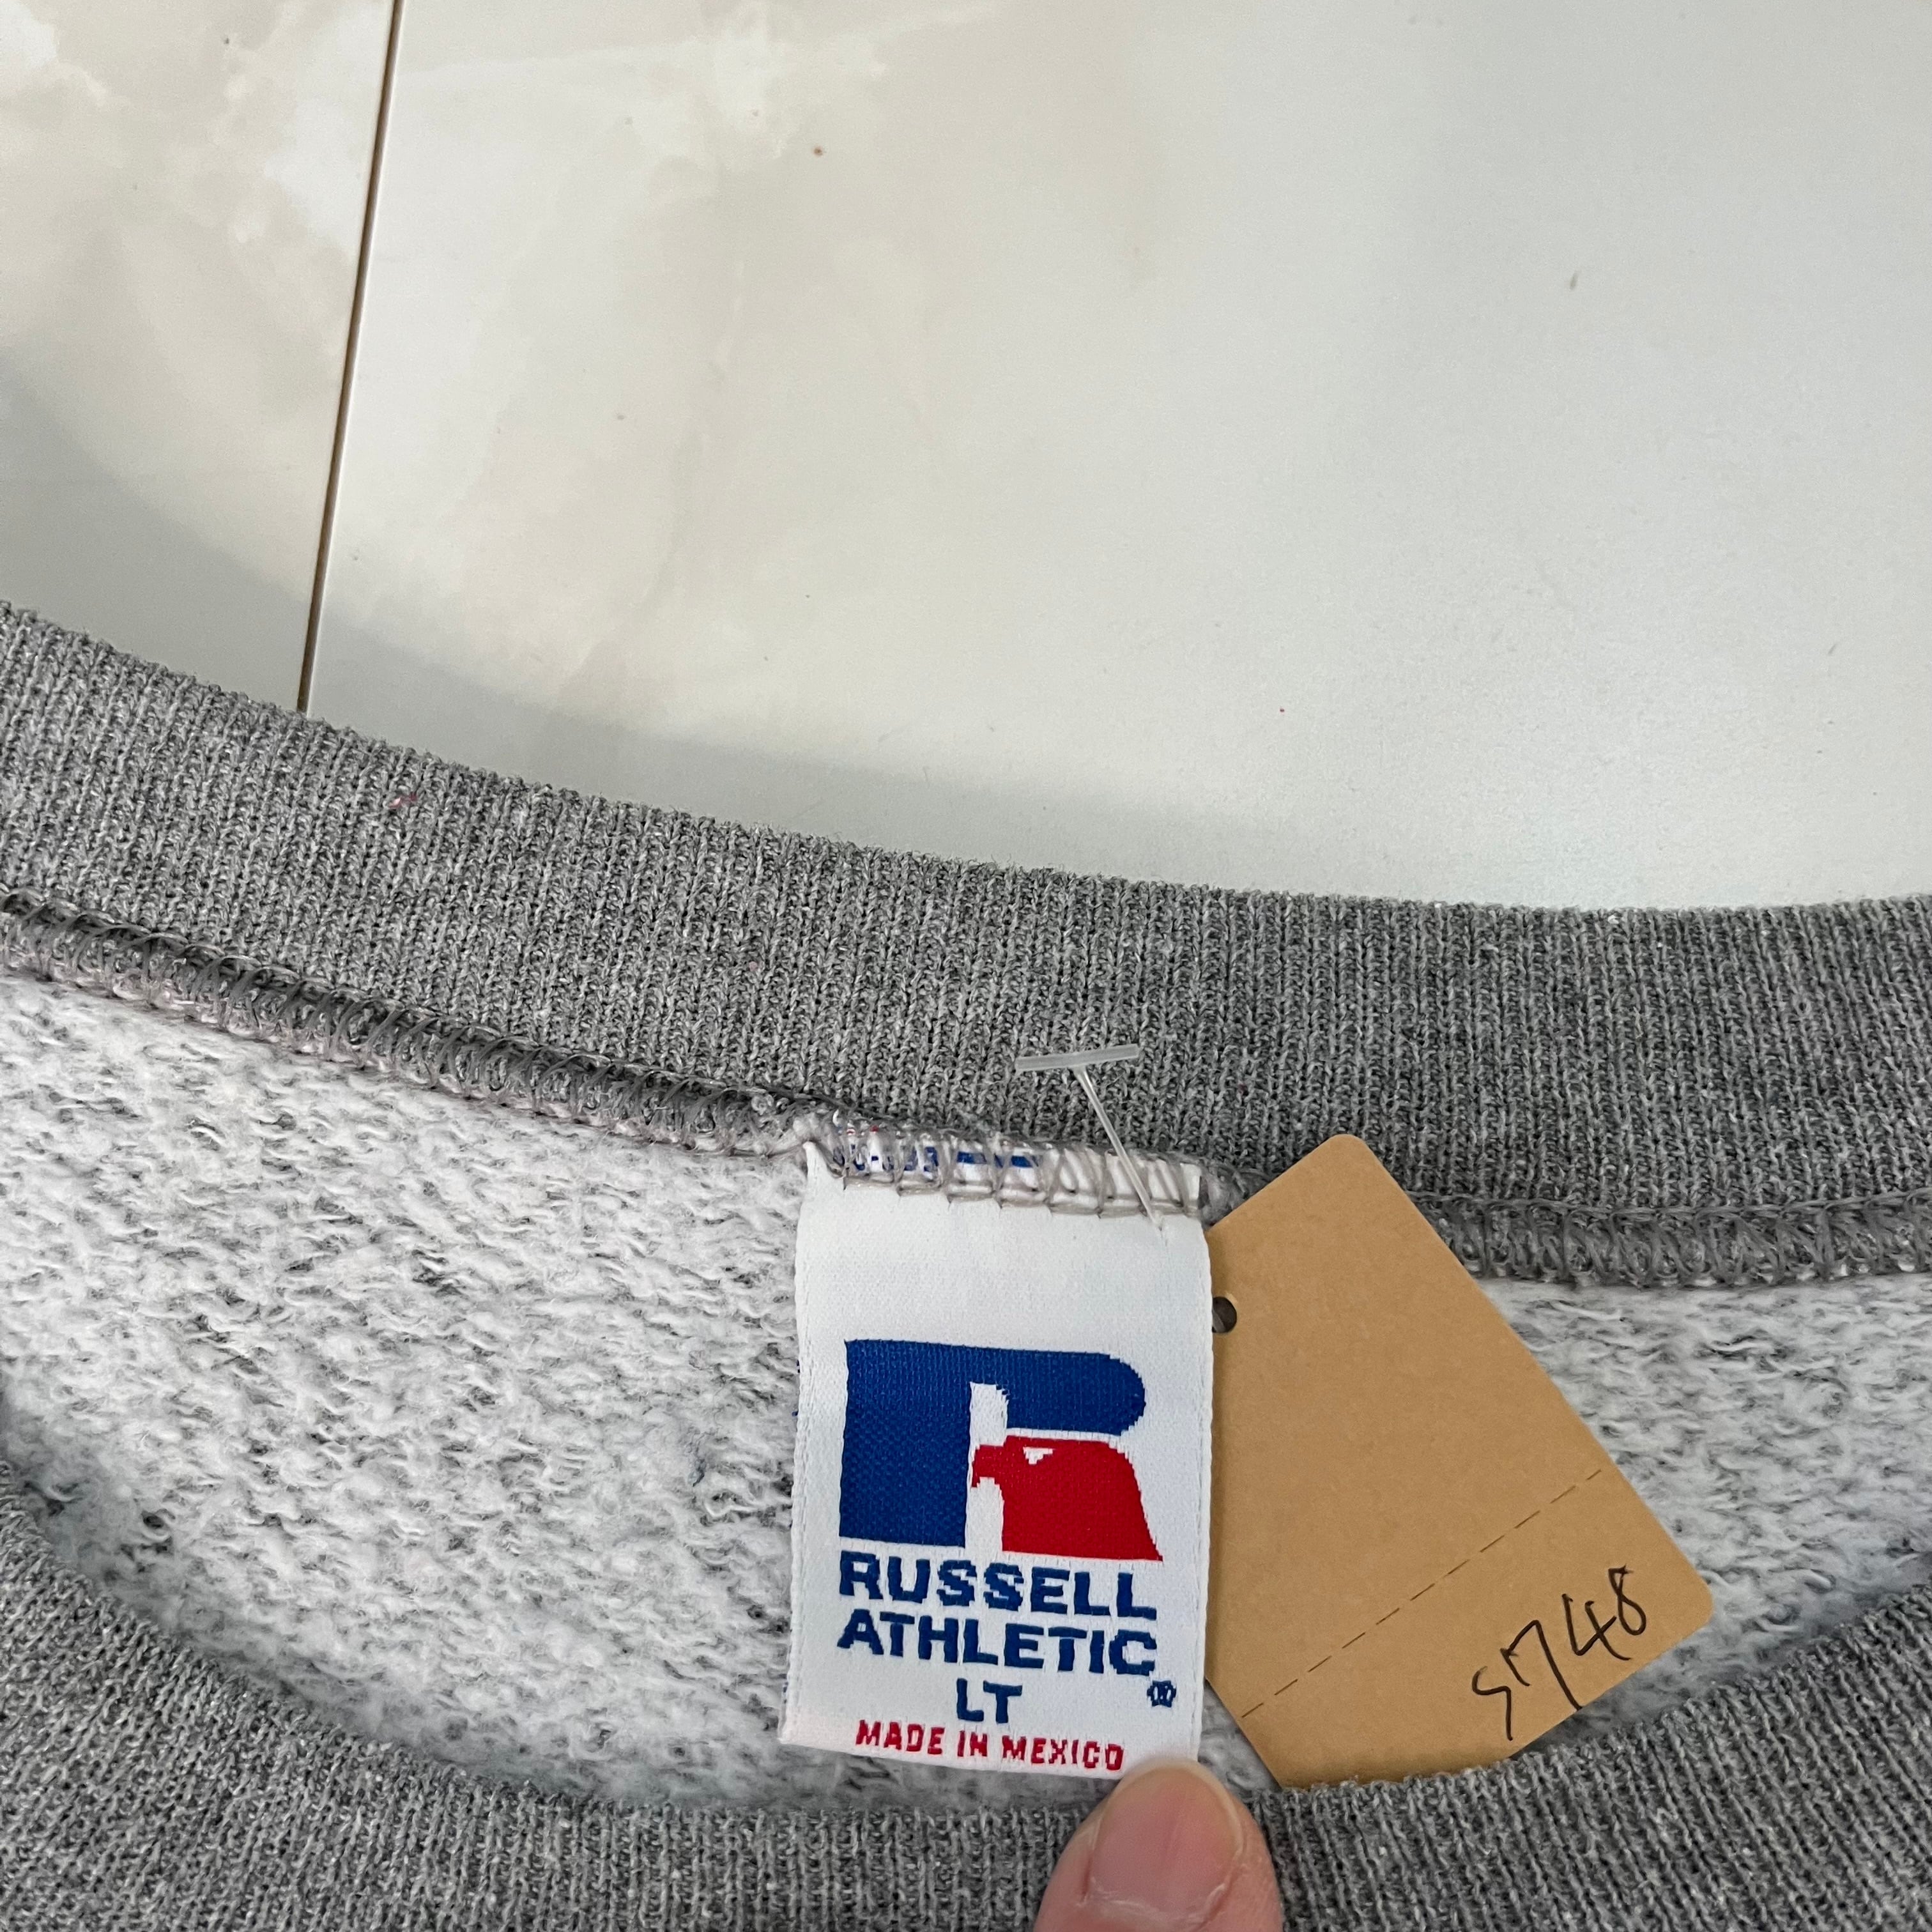 RUSSELL
ATHLETIC®
LT
MADE IN MEXICO
S748